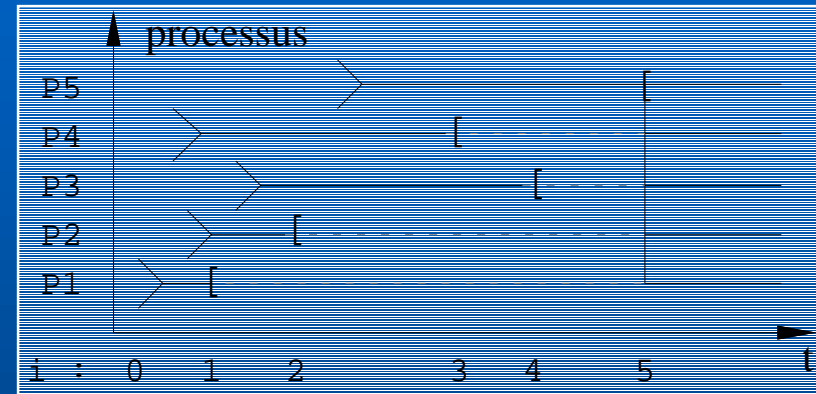 processus
P5 [
P4 [
P3 [
P2 [
P1 [
t
i : 0 1 2 3 4 5